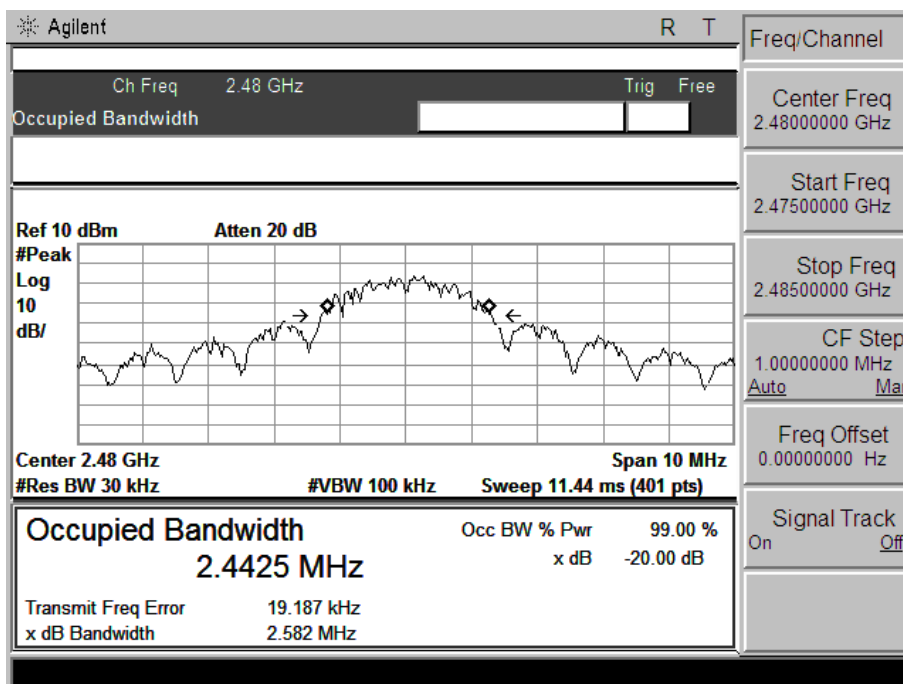 Agilent R T
Ch Freq 2.48 GHz Trig Free
Occupied Bandwidth
Ref 10 dBm Atten 20 dB
#Peak
Log
10
dB/
Center 2.48 GHz Span 10 MHz
#Res BW 30 kHz #VBW 100 kHz Sweep 11.44 ms (401 pts)
Occupied Bandwidth Occ BW % Pwr 99.00 %
2.4425 MHz x dB -20.00 dB
Transmit Freq Error 19.187 kHz
x dB Bandwidth 2.582 MHz
Freq/Channel
Center Freq
2.48000000 GHz
Start Freq
2.47500000 GHz
Stop Freq
2.48500000 GHz
CF Step
1.00000000 MHz
Auto Ma
Freq Offset
0.00000000 Hz
Signal Track
On Off